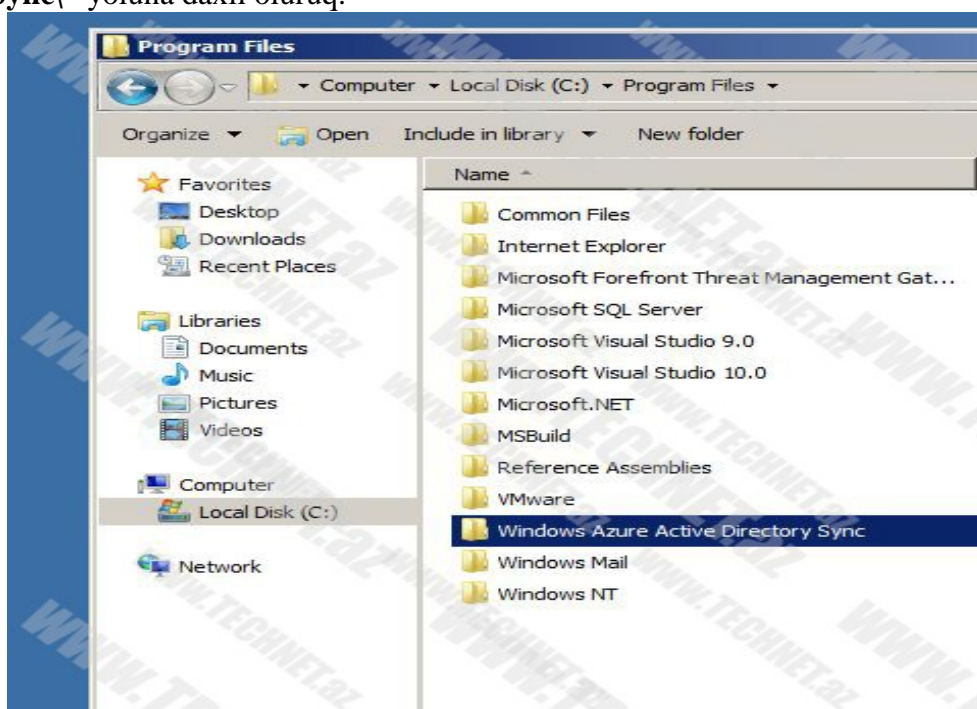 ync\" yoluna daxil oluruq.
Program Files
Computer Local Disk (C:) Program Files
Organize Open Include in library New folder
Name
Favorites
Desktop
Downloads
Recent Places
Libraries
Documents
Music
Pictures
Videos
Computer
Local Disk (C:)
Network
Common Files
Internet Explorer
Microsoft Forefront Threat Management Gat...
Microsoft SQL Server
Microsoft Visual Studio 9.0
Microsoft Visual Studio 10.0
Microsoft.NET
MSBuild
Reference Assemblies
VMware
Windows Azure Active Directory Sync
Windows Mail
Windows NT
www.TECHNET.az